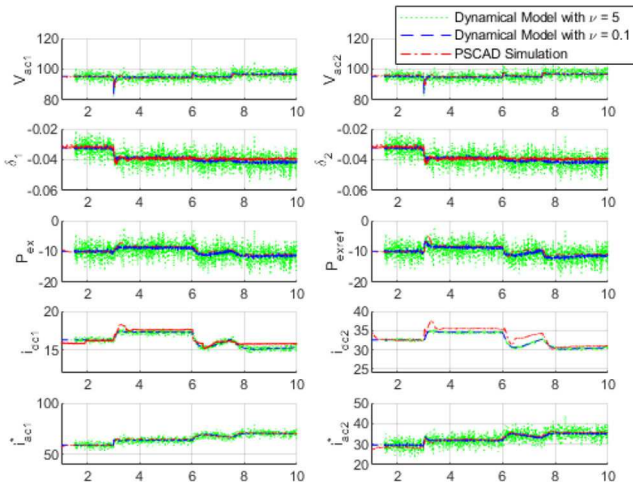 Dynamical Model with ν = 5
Dynamical Model with ν = 0.1
PSCAD Simulation
120
100
80
V_ac1
2 4 6 8 10
120
100
80
V_ac2
2 4 6 8 10
-0.02
-0.04
-0.06
δ_1
2 4 6 8 10
-0.02
-0.04
-0.06
δ_2
2 4 6 8 10
0
-10
-20
P_ex
2 4 6 8 10
0
-10
-20
P_exref
2 4 6 8 10
20
15
i_dc1
2 4 6 8 10
40
35
30
25
i_dc2
2 4 6 8 10
100
50
i*_ac1
2 4 6 8 10
50
40
30
20
i*_ac2
2 4 6 8 10